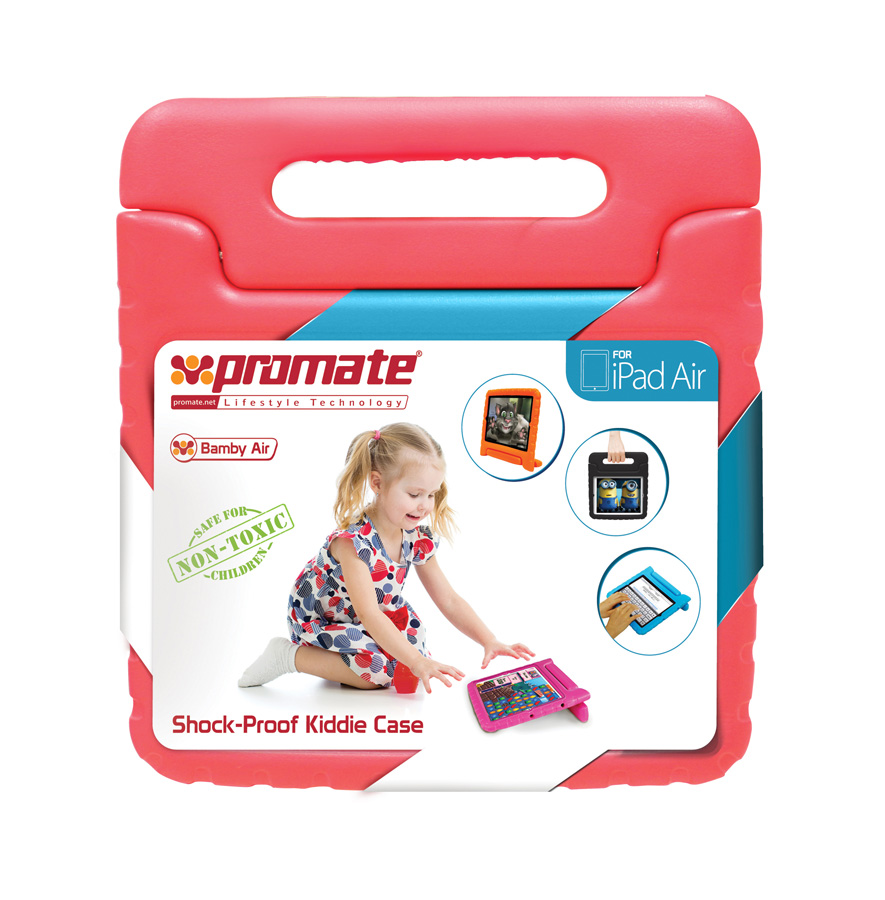 promate®
promate.net Lifestyle Technology
FOR
iPad Air
Bamby Air
SAFE FOR
NON-TOXIC
CHILDREN
Shock-Proof Kiddie Case